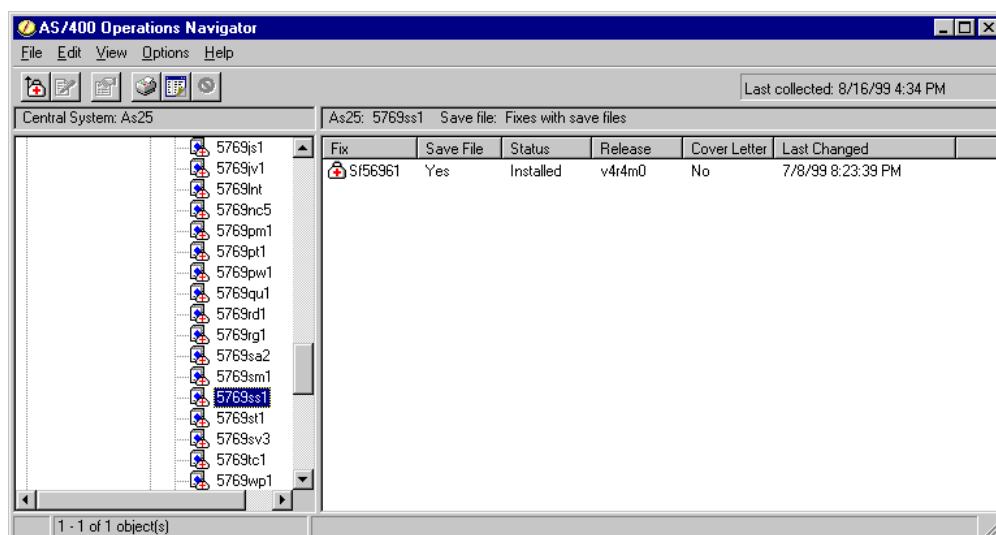 AS/400 Operations Navigator
File Edit View Options Help
Last collected: 8/16/99 4:34 PM
Central System: As25
As25: 5769ss1 Save file: Fixes with save files
5769js1
5769jv1
5769lnt
5769nc5
5769pm1
5769pt1
5769pw1
5769qu1
5769rd1
5769rg1
5769sa2
5769sm1
5769ss1
5769st1
5769sv3
5769tc1
5769wp1
Fix Save File Status Release Cover Letter Last Changed
Sf56961 Yes Installed v4r4m0 No 7/8/99 8:23:39 PM
1 - 1 of 1 object(s)